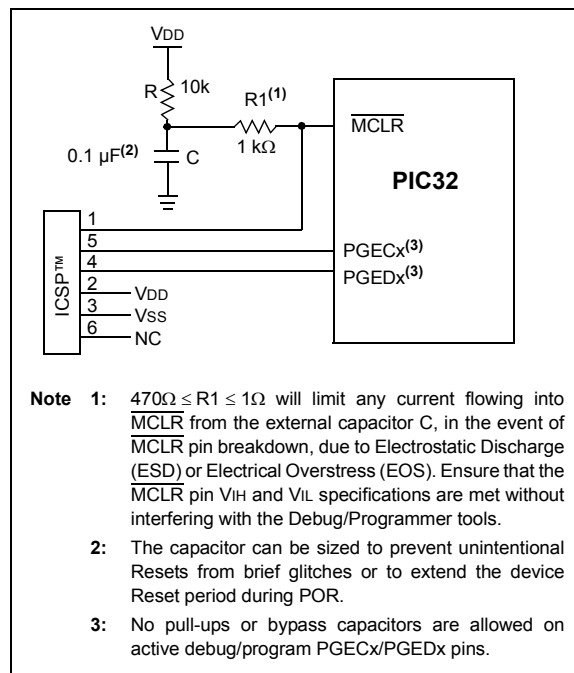 VDD
R
10k
R1(1)
MCLR
0.1 µF(2)
C
1 kΩ
PIC32
ICSP™
1
5
PGECx(3)
4
PGEDx(3)
2
VDD
3
VSS
6
NC
Note 1: 470Ω ≤ R1 ≤ 1Ω will limit any current flowing into
MCLR from the external capacitor C, in the event of
MCLR pin breakdown, due to Electrostatic Discharge
(ESD) or Electrical Overstress (EOS). Ensure that the
MCLR pin VIH and VIL specifications are met without
interfering with the Debug/Programmer tools.
2: The capacitor can be sized to prevent unintentional
Resets from brief glitches or to extend the device
Reset period during POR.
3: No pull-ups or bypass capacitors are allowed on
active debug/program PGECx/PGEDx pins.